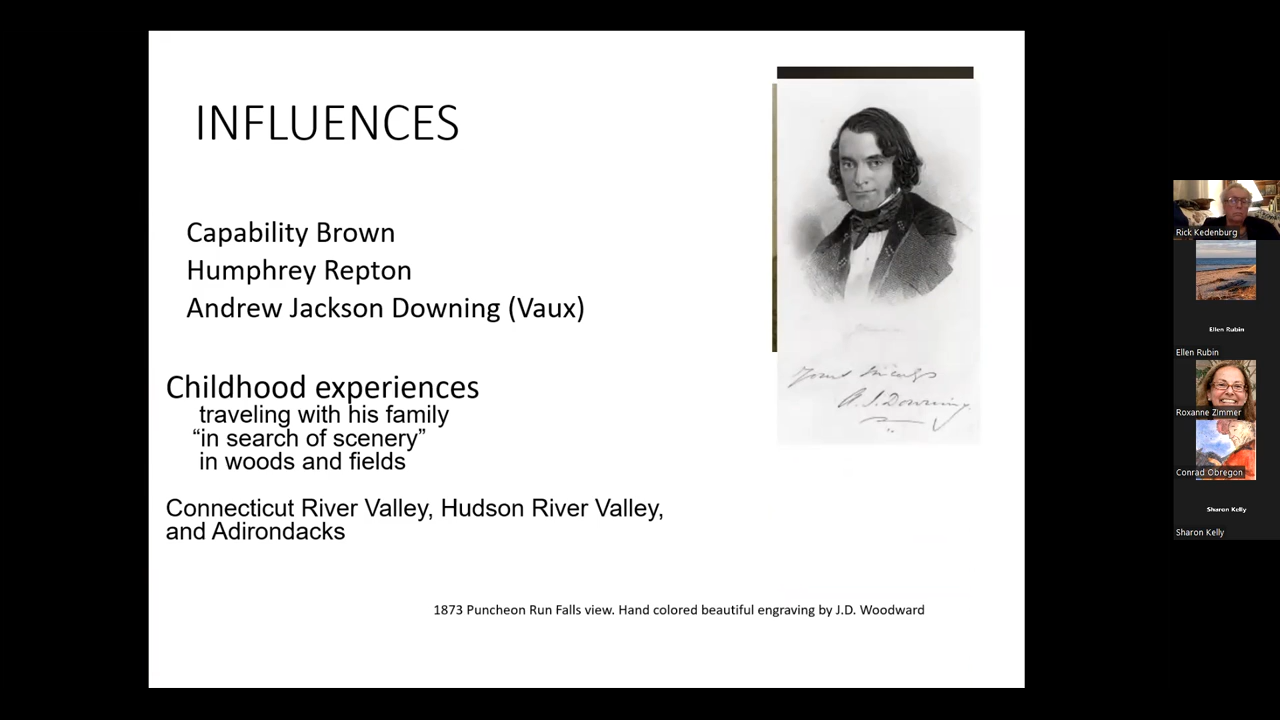 INFLUENCES
Capability Brown
Humphrey Repton
Andrew Jackson Downing (Vaux)
Childhood experiences
traveling with his family
“in search of scenery”
in woods and fields
Connecticut River Valley, Hudson River Valley,
and Adirondacks
A.J. Downing
1873 Puncheon Run Falls view. Hand colored beautiful engraving by J.D. Woodward
Rick Kedenburg
Ellen Rubin
Ellen Rubin
Roxanne Zimmer
Conrad Obregon
Sharon Kelly
Sharon Kelly